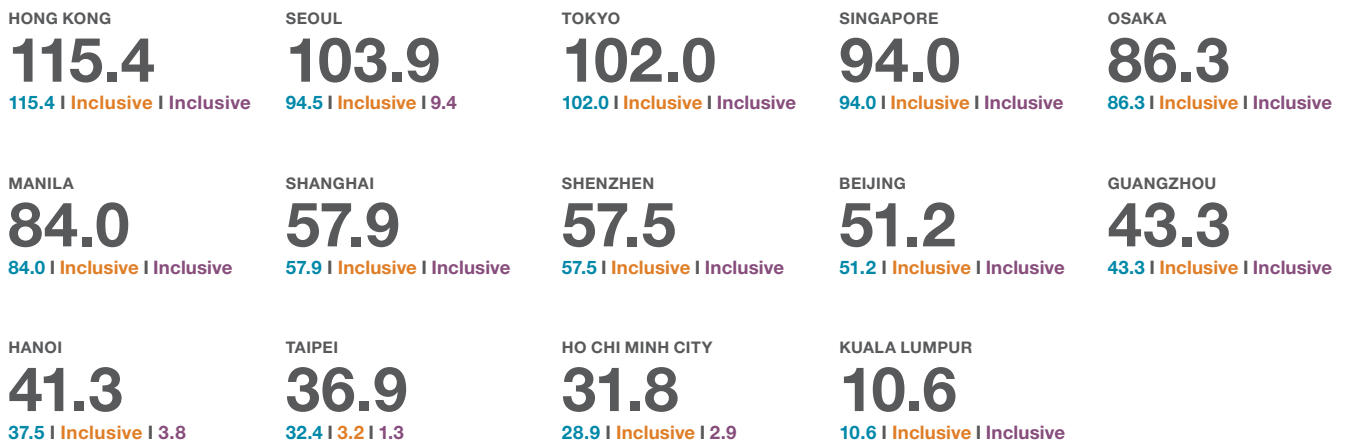 HONG KONG
115.4
115.4 I Inclusive I Inclusive
SEOUL
103.9
94.5 I Inclusive I 9.4
TOKYO
102.0
102.0 I Inclusive I Inclusive
SINGAPORE
94.0
94.0 I Inclusive I Inclusive
OSAKA
86.3
86.3 I Inclusive I Inclusive
MANILA
84.0
84.0 I Inclusive I Inclusive
SHANGHAI
57.9
57.9 I Inclusive I Inclusive
SHENZHEN
57.5
57.5 I Inclusive I Inclusive
BEIJING
51.2
51.2 I Inclusive I Inclusive
GUANGZHOU
43.3
43.3 I Inclusive I Inclusive
HANOI
41.3
37.5 I Inclusive I 3.8
TAIPEI
36.9
32.4 I 3.2 I 1.3
HO CHI MINH CITY
31.8
28.9 I Inclusive I 2.9
KUALA LUMPUR
10.6
10.6 I Inclusive I Inclusive